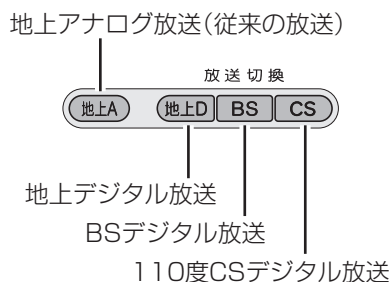 地上アナログ放送(従来の放送)
放送切換
地上A 地上D BS CS
地上デジタル放送
BSデジタル放送
110度CSデジタル放送